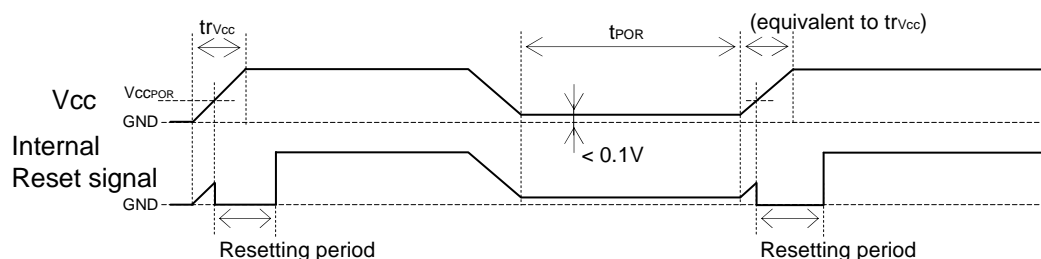 trVcc
tPOR
(equivalent to trVcc)
Vcc
VccPOR
GND
< 0.1V
Internal
Reset signal
GND
Resetting period
Resetting period